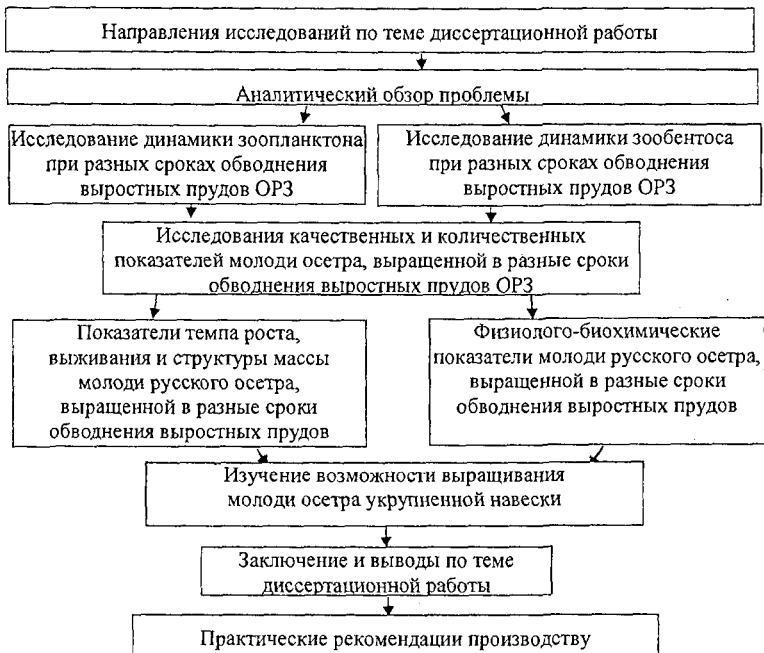 Направления исследований по теме диссертационной работы
Аналитический обзор проблемы
Исследование динамики зоопланктона
при разных сроках обводнения
выростных прудов ОРЗ
Исследование динамики зообентоса
при разных сроках обводнения
выростных прудов ОРЗ
Исследования качественных и количественных
показателей молоди осетра, выращенной в разные сроки
обводнения выростных прудов ОРЗ
Показатели темпа роста,
выживания и структуры массы
молоди русского осетра,
выращенной в разные сроки
обводнения выростных прудов
Физиолого-биохимические
показатели молоди русского осетра,
выращенной в разные сроки
обводнения выростных прудов
Изучение возможности выращивания
молоди осетра укрупненной навески
Заключение и выводы по теме
диссертационной работы
Практические рекомендации производству